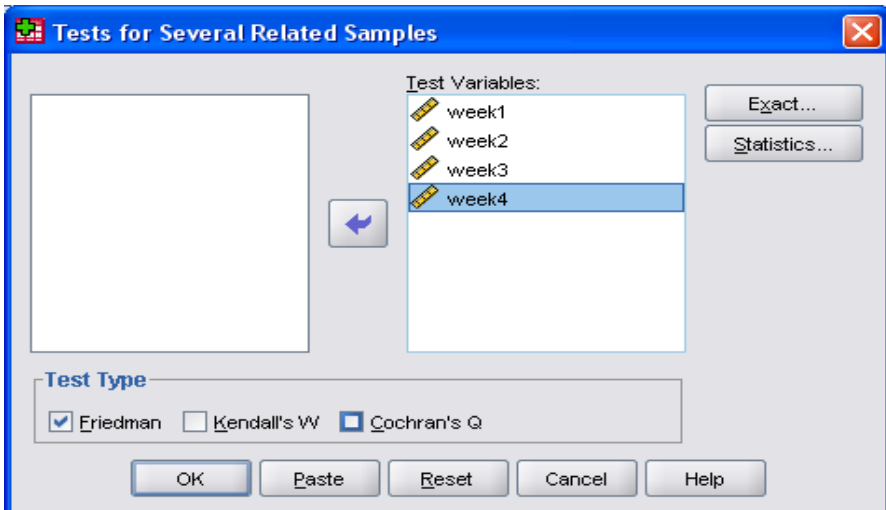 Tests for Several Related Samples
Test Variables:
week1
week2
week3
week4
Exact...
Statistics...
Test Type
Friedman
Kendall's W
Cochran's Q
OK
Paste
Reset
Cancel
Help